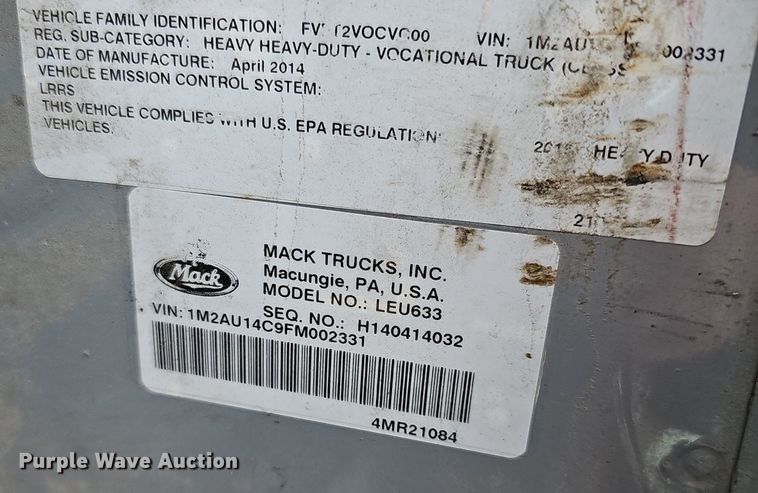 VEHICLE FAMILY IDENTIFICATION: VIN:
REG. SUB-CATEGORY: HEAVY HEAVY-DUTY - VOCATIONAL TRUCK
DATE OF MANUFACTURE: April 2014
VEHICLE EMISSION CONTROL SYSTEM:
LRRS
THIS VEHICLE COMPLIES WITH U.S. EPA REGULATION HEAVY DUTY
VEHICLES.
Mack
MACK TRUCKS, INC.
Macungie, PA, U.S.A.
MODEL NO.: LEU633
SEQ. NO.: H140414032
VIN: 1M2AU14C9FM002331
4MR21084
Purple Wave Auction